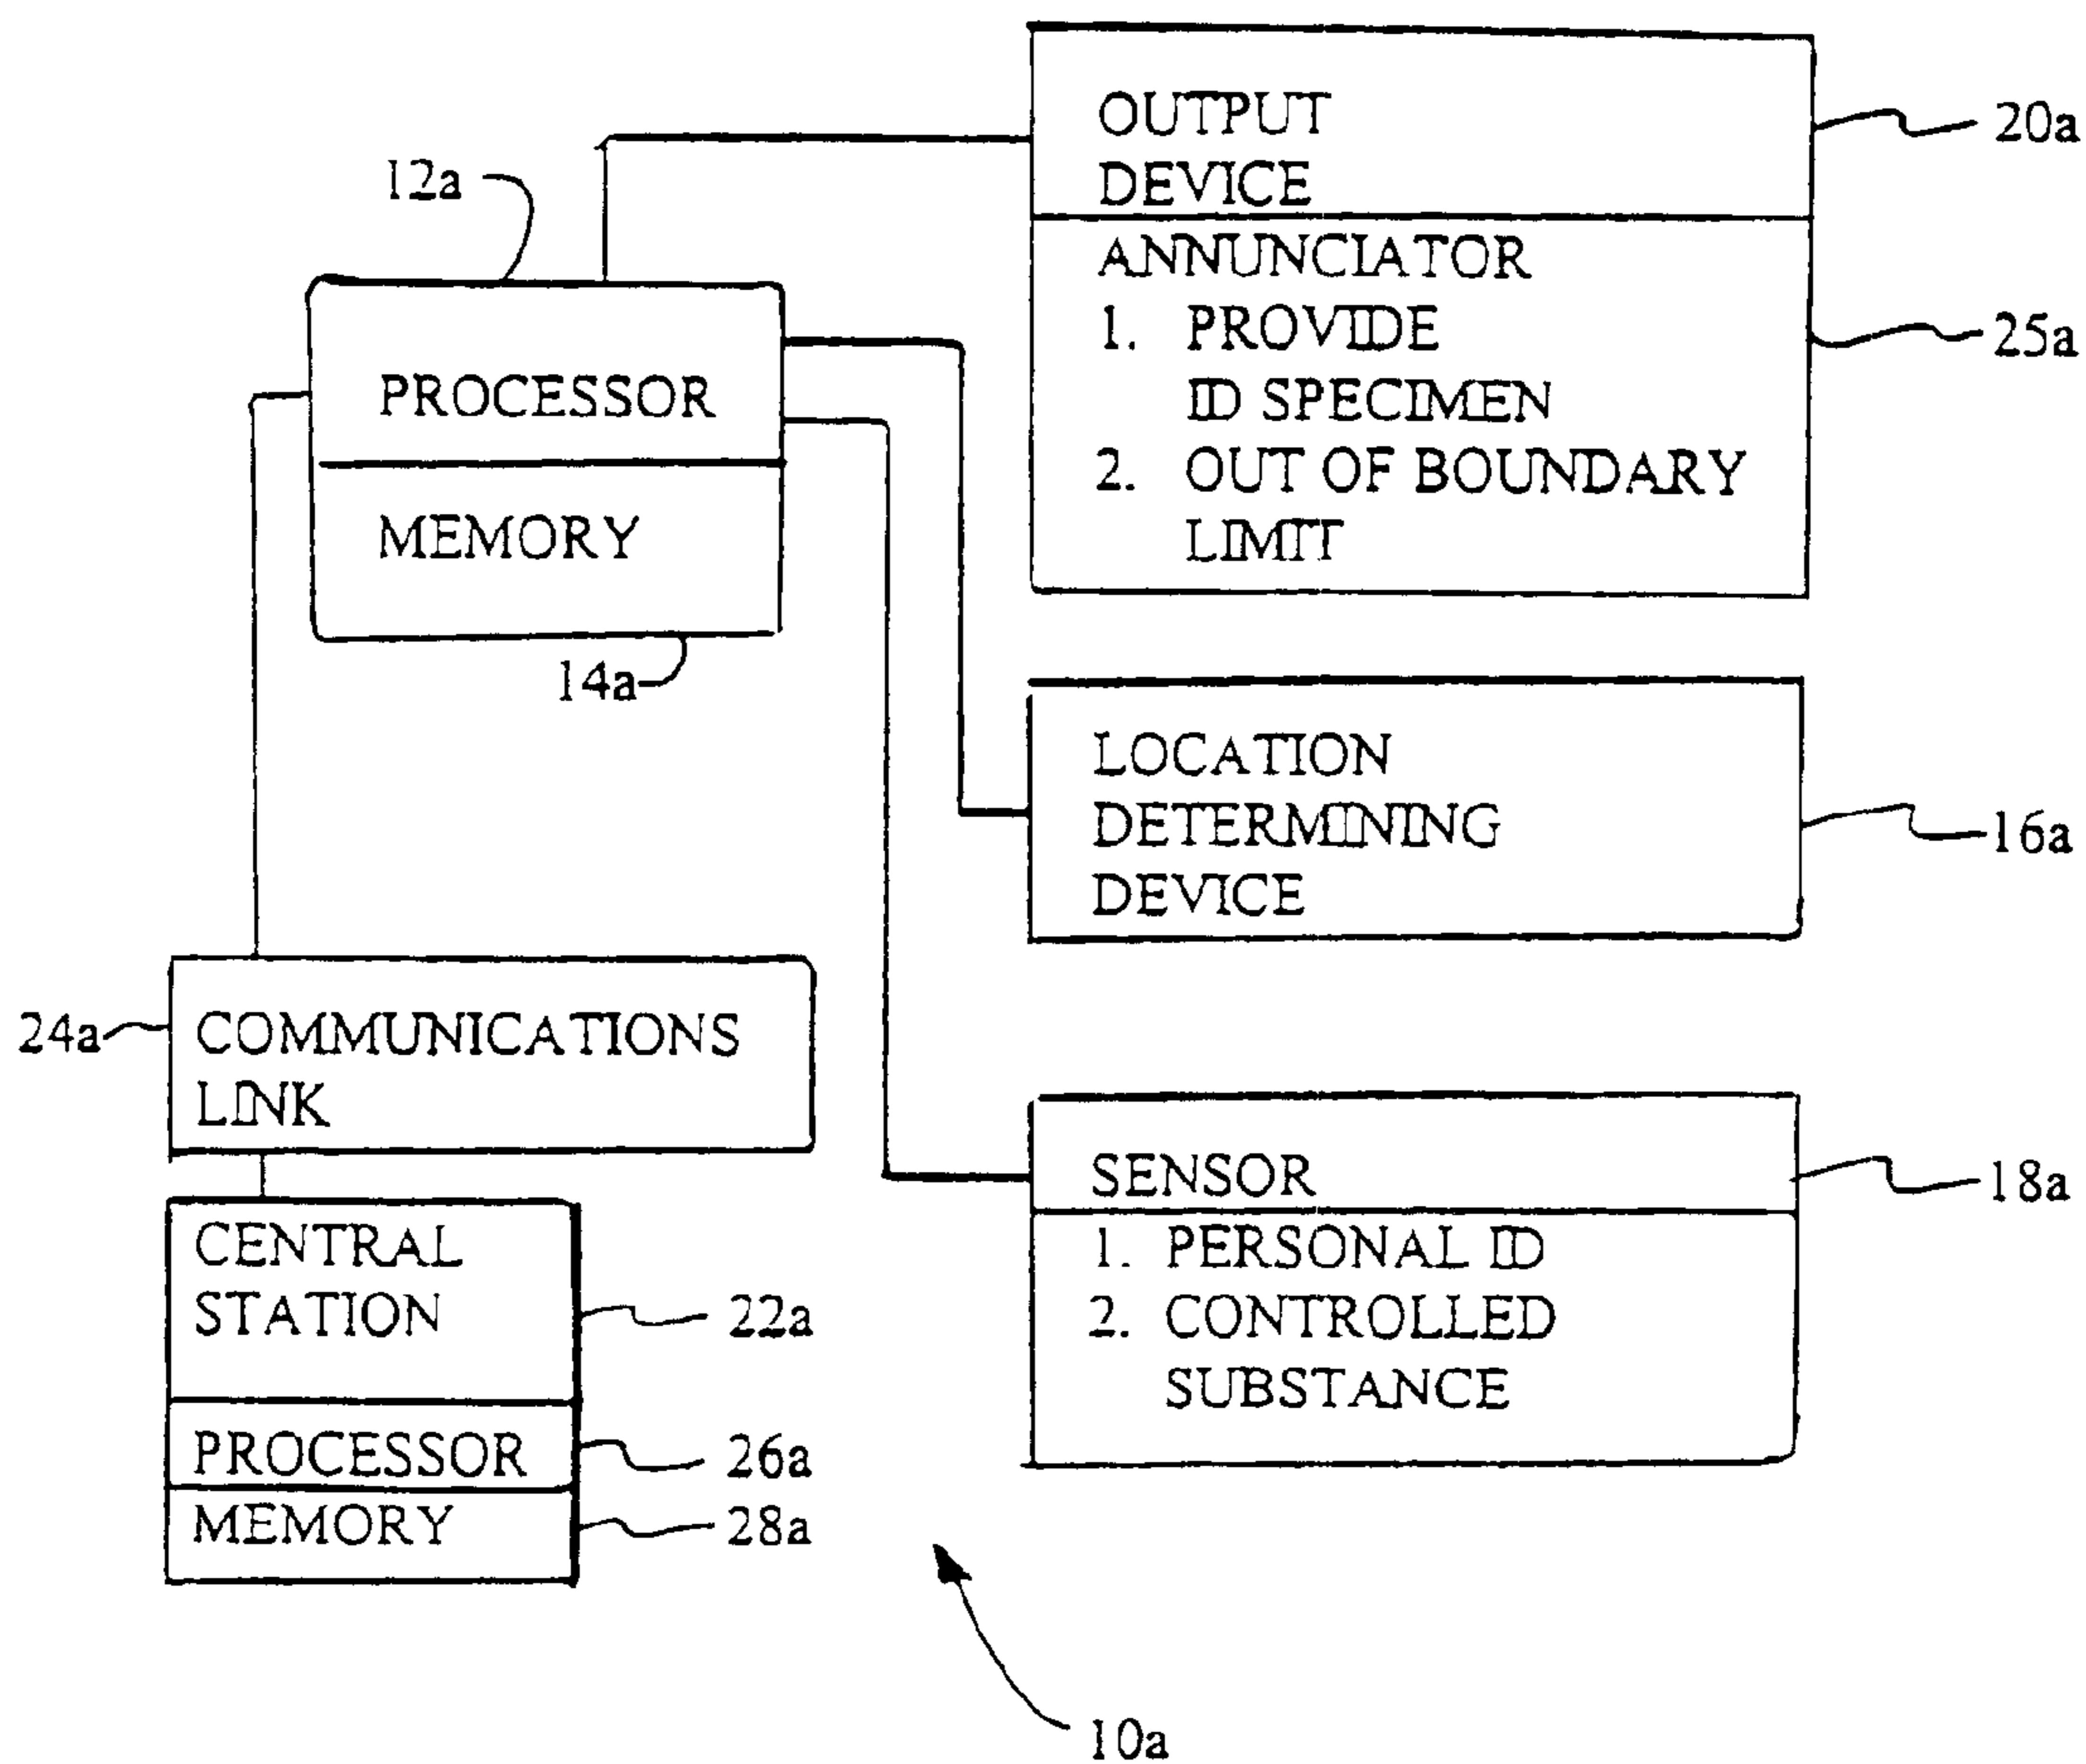 OUTPUT
DEVICE
20a
ANNUNCIATOR
1. PROVIDE
ID SPECIMEN
2. OUT OF BOUNDARY
LIMIT
25a
12a
PROCESSOR
MEMORY
14a
LOCATION
DETERMINING
DEVICE
16a
24a
COMMUNICATIONS
LINK
SENSOR
18a
1. PERSONAL ID
2. CONTROLLED
SUBSTANCE
CENTRAL
STATION
22a
PROCESSOR
26a
MEMORY
28a
10a